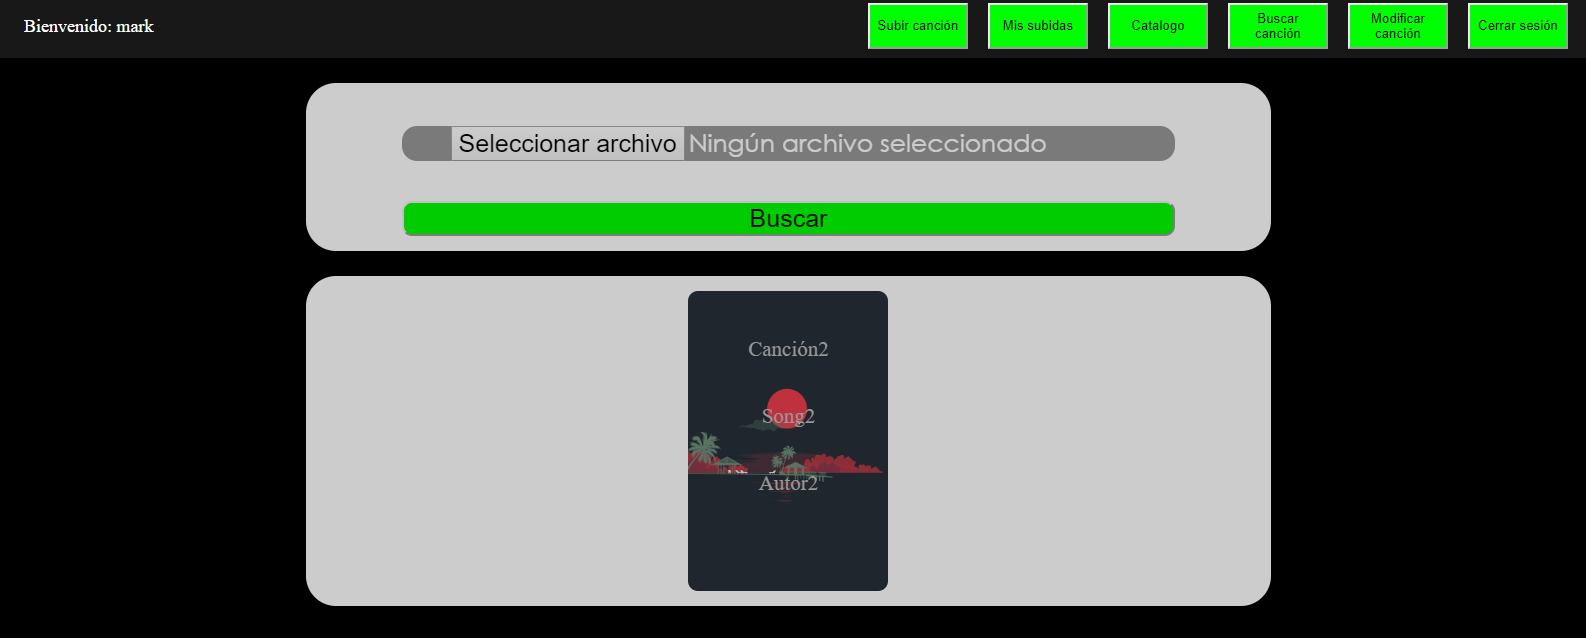 Bienvenido: mark
Subir canción
Mis subidas
Catalogo
Buscar
canción
Modificar
canción
Cerrar sesión
Seleccionar archivo Ningún archivo seleccionado
Buscar
Canción2
Song2
Autor2